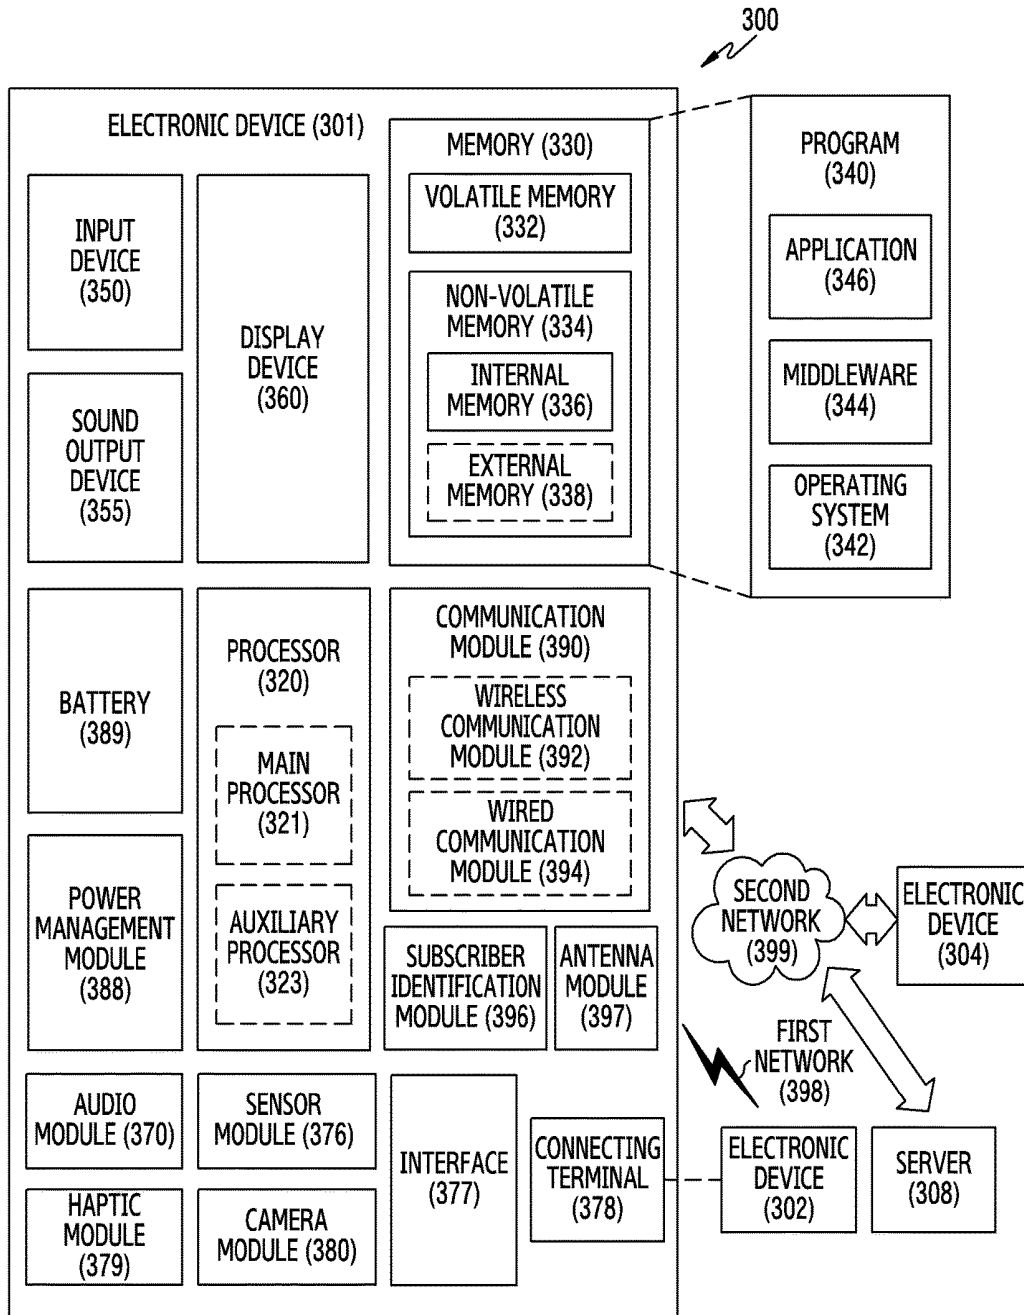 300
ELECTRONIC DEVICE (301)
INPUT
DEVICE
(350)
SOUND
OUTPUT
DEVICE
(355)
DISPLAY
DEVICE
(360)
MEMORY (330)
VOLATILE MEMORY
(332)
NON-VOLATILE
MEMORY (334)
INTERNAL
MEMORY (336)
EXTERNAL
MEMORY (338)
PROGRAM
(340)
APPLICATION
(346)
MIDDLEWARE
(344)
OPERATING
SYSTEM
(342)
BATTERY
(389)
POWER
MANAGEMENT
MODULE
(388)
PROCESSOR
(320)
MAIN
PROCESSOR
(321)
AUXILIARY
PROCESSOR
(323)
COMMUNICATION
MODULE (390)
WIRELESS
COMMUNICATION
MODULE (392)
WIRED
COMMUNICATION
MODULE (394)
SUBSCRIBER
IDENTIFICATION
MODULE (396)
ANTENNA
MODULE
(397)
SECOND
NETWORK
(399)
ELECTRONIC
DEVICE
(304)
FIRST
NETWORK
(398)
AUDIO
MODULE (370)
SENSOR
MODULE (376)
INTERFACE
(377)
CONNECTING
TERMINAL
(378)
ELECTRONIC
DEVICE
(302)
SERVER
(308)
HAPTIC
MODULE
(379)
CAMERA
MODULE (380)